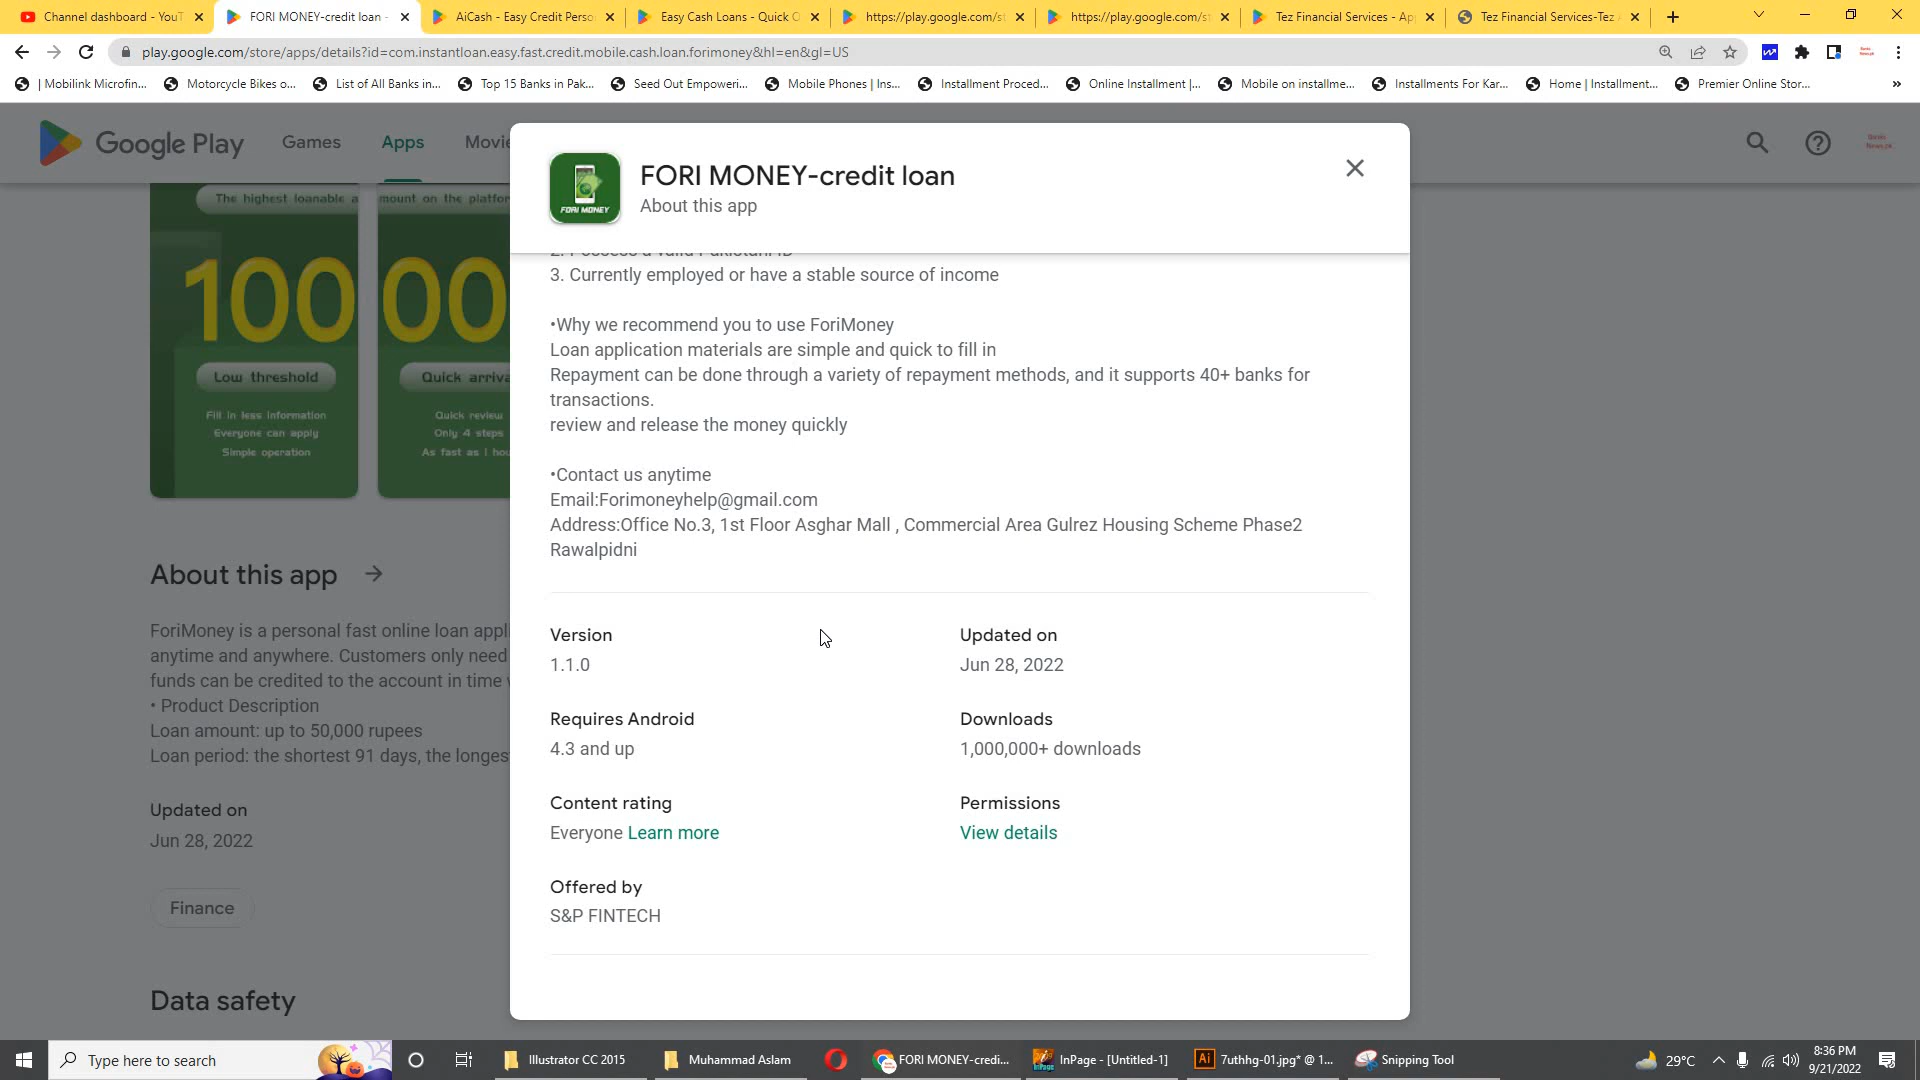 Channel dashboard - YouT
FORI MONEY-credit loan -
AiCash - Easy Credit Perso
Easy Cash Loans - Quick O
https://play.google.com/st
https://play.google.com/st
Tez Financial Services - Ap
Tez Financial Services-Tez A
play.google.com/store/apps/details?id=com.instantloan.easy.fast.credit.mobile.cash.loan.forimoney&hl=en&gl=US
| Mobilink Microfin...
Motorcycle Bikes o...
List of All Banks in...
Top 15 Banks in Pak...
Seed Out Empoweri...
Mobile Phones | Ins...
Installment Proced...
Online Installment |...
Mobile on installme...
Installments For Kar...
Home | Installment...
Premier Online Stor...
Google Play
Games
Apps
Movie
FORI MONEY
FORI MONEY-credit loan
About this app
The highest loanable a
mount on the platfor
100
000
Low threshold
Quick arriva
Fill in less information
Everyone can apply
Simple operation
Quick review
Only 4 steps
As fast as 1 hou
2. Possess a valid Pakistani ID
3. Currently employed or have a stable source of income
•Why we recommend you to use ForiMoney
Loan application materials are simple and quick to fill in
Repayment can be done through a variety of repayment methods, and it supports 40+ banks for
transactions.
review and release the money quickly
•Contact us anytime
Email:Forimoneyhelp@gmail.com
Address:Office No.3, 1st Floor Asghar Mall , Commercial Area Gulrez Housing Scheme Phase2
Rawalpidni
Version
1.1.0
Updated on
Jun 28, 2022
Requires Android
4.3 and up
Downloads
1,000,000+ downloads
Content rating
Everyone Learn more
Permissions
View details
Offered by
S&P FINTECH
About this app
ForiMoney is a personal fast online loan appli
anytime and anywhere. Customers only need
funds can be credited to the account in time
• Product Description
Loan amount: up to 50,000 rupees
Loan period: the shortest 91 days, the longes
Updated on
Jun 28, 2022
Finance
Data safety
Type here to search
Illustrator CC 2015
Muhammad Aslam
FORI MONEY-credi...
InPage - [Untitled-1]
7uthhg-01.jpg* @ 1...
Snipping Tool
29°C
8:36 PM
9/21/2022